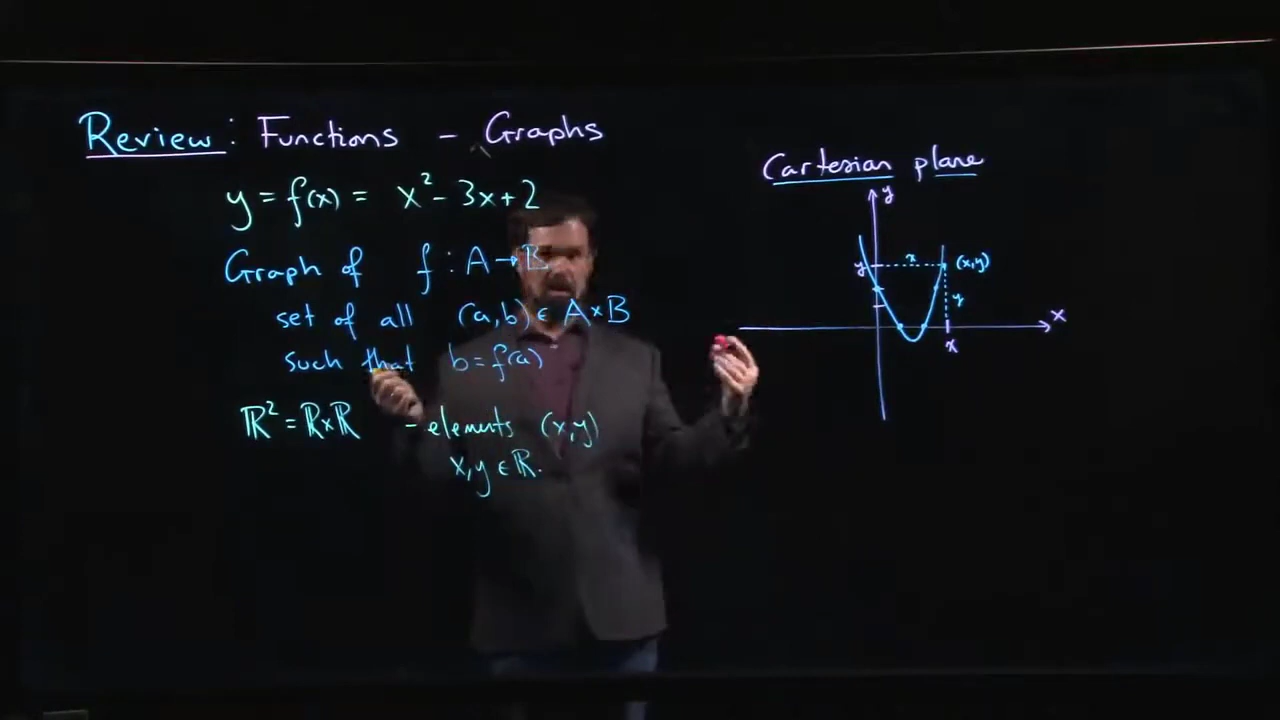 Review: Functions - Graphs
y = f(x) = x² - 3x + 2
Graph of f : A → B
set of all (a,b) ∈ A × B
such that b = f(a)
ℝ² = ℝ×ℝ - elements (x,y)
x,y ∈ ℝ.
Cartesian plane
y
y x (x,y)
y
x
x